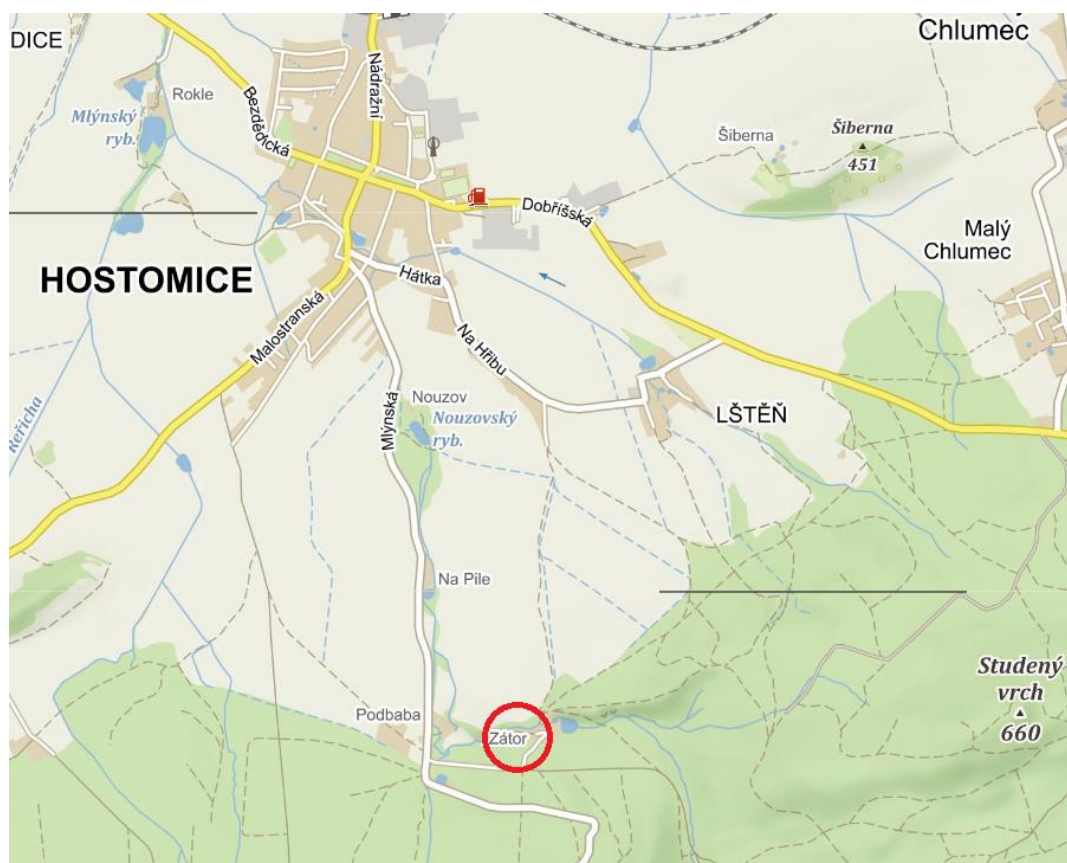 DICE
Malý
Chlumec
Rokle
Mlýnský
ryb.
Bezdědická
Nádražní
Šiberna
Šiberna
451
Dobříšská
Malý
Chlumec
HOSTOMICE
Hátka
Malostranská
Na Hřibu
Nouzov
Nouzovský
ryb.
Mlýnská
LŠTĚŇ
Řeřicha
Na Pile
Studený
vrch
660
Podbaba
Zátor